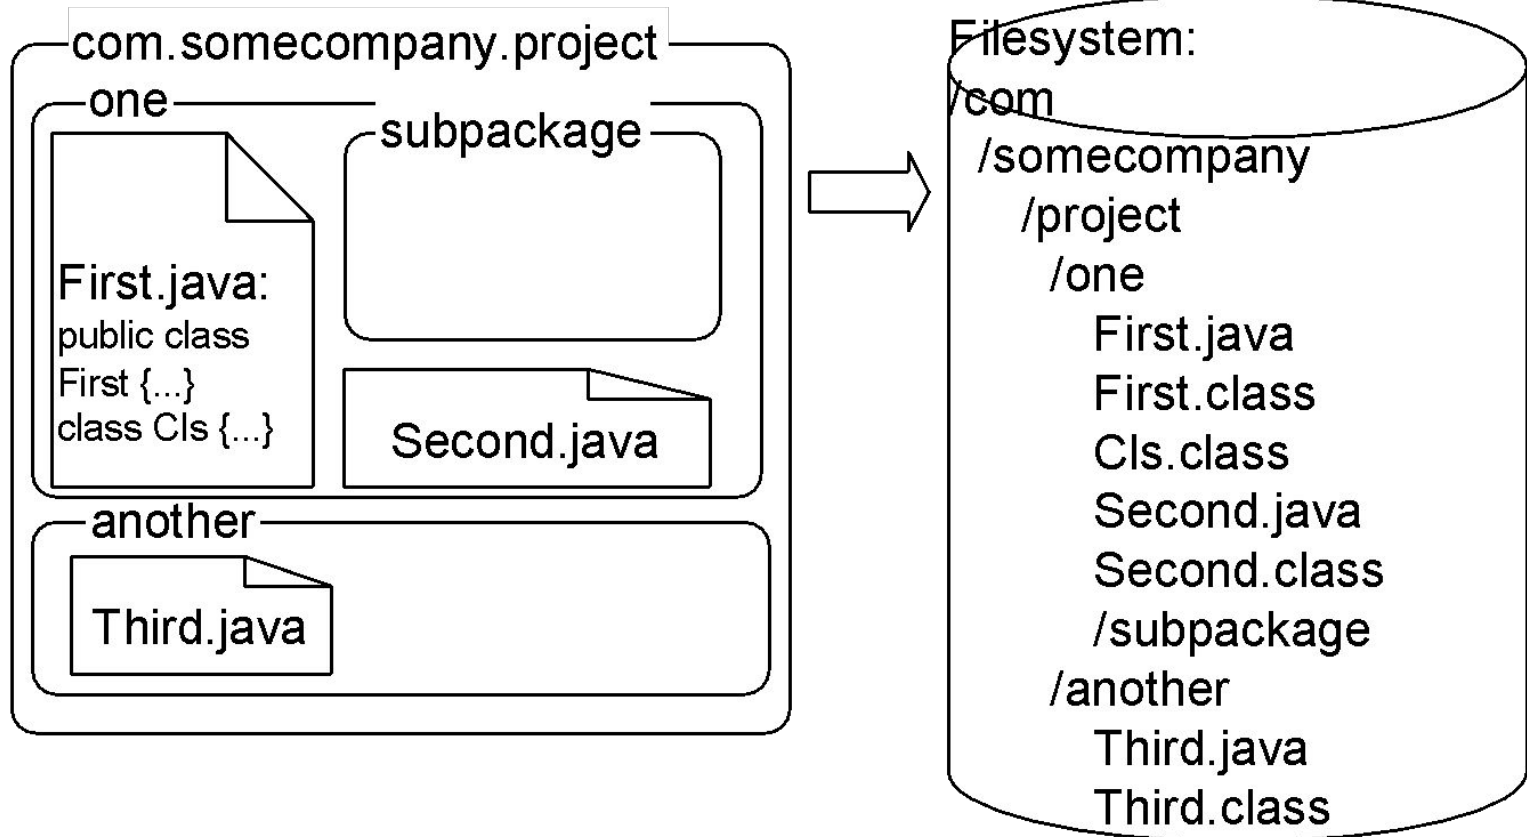 com.somecompany.project
one
subpackage
First.java:
public class
First {...}
class Cls {...}
Second.java
another
Third.java
Filesystem:
/com
/somecompany
/project
/one
First.java
First.class
Cls.class
Second.java
Second.class
/subpackage
/another
Third.java
Third.class